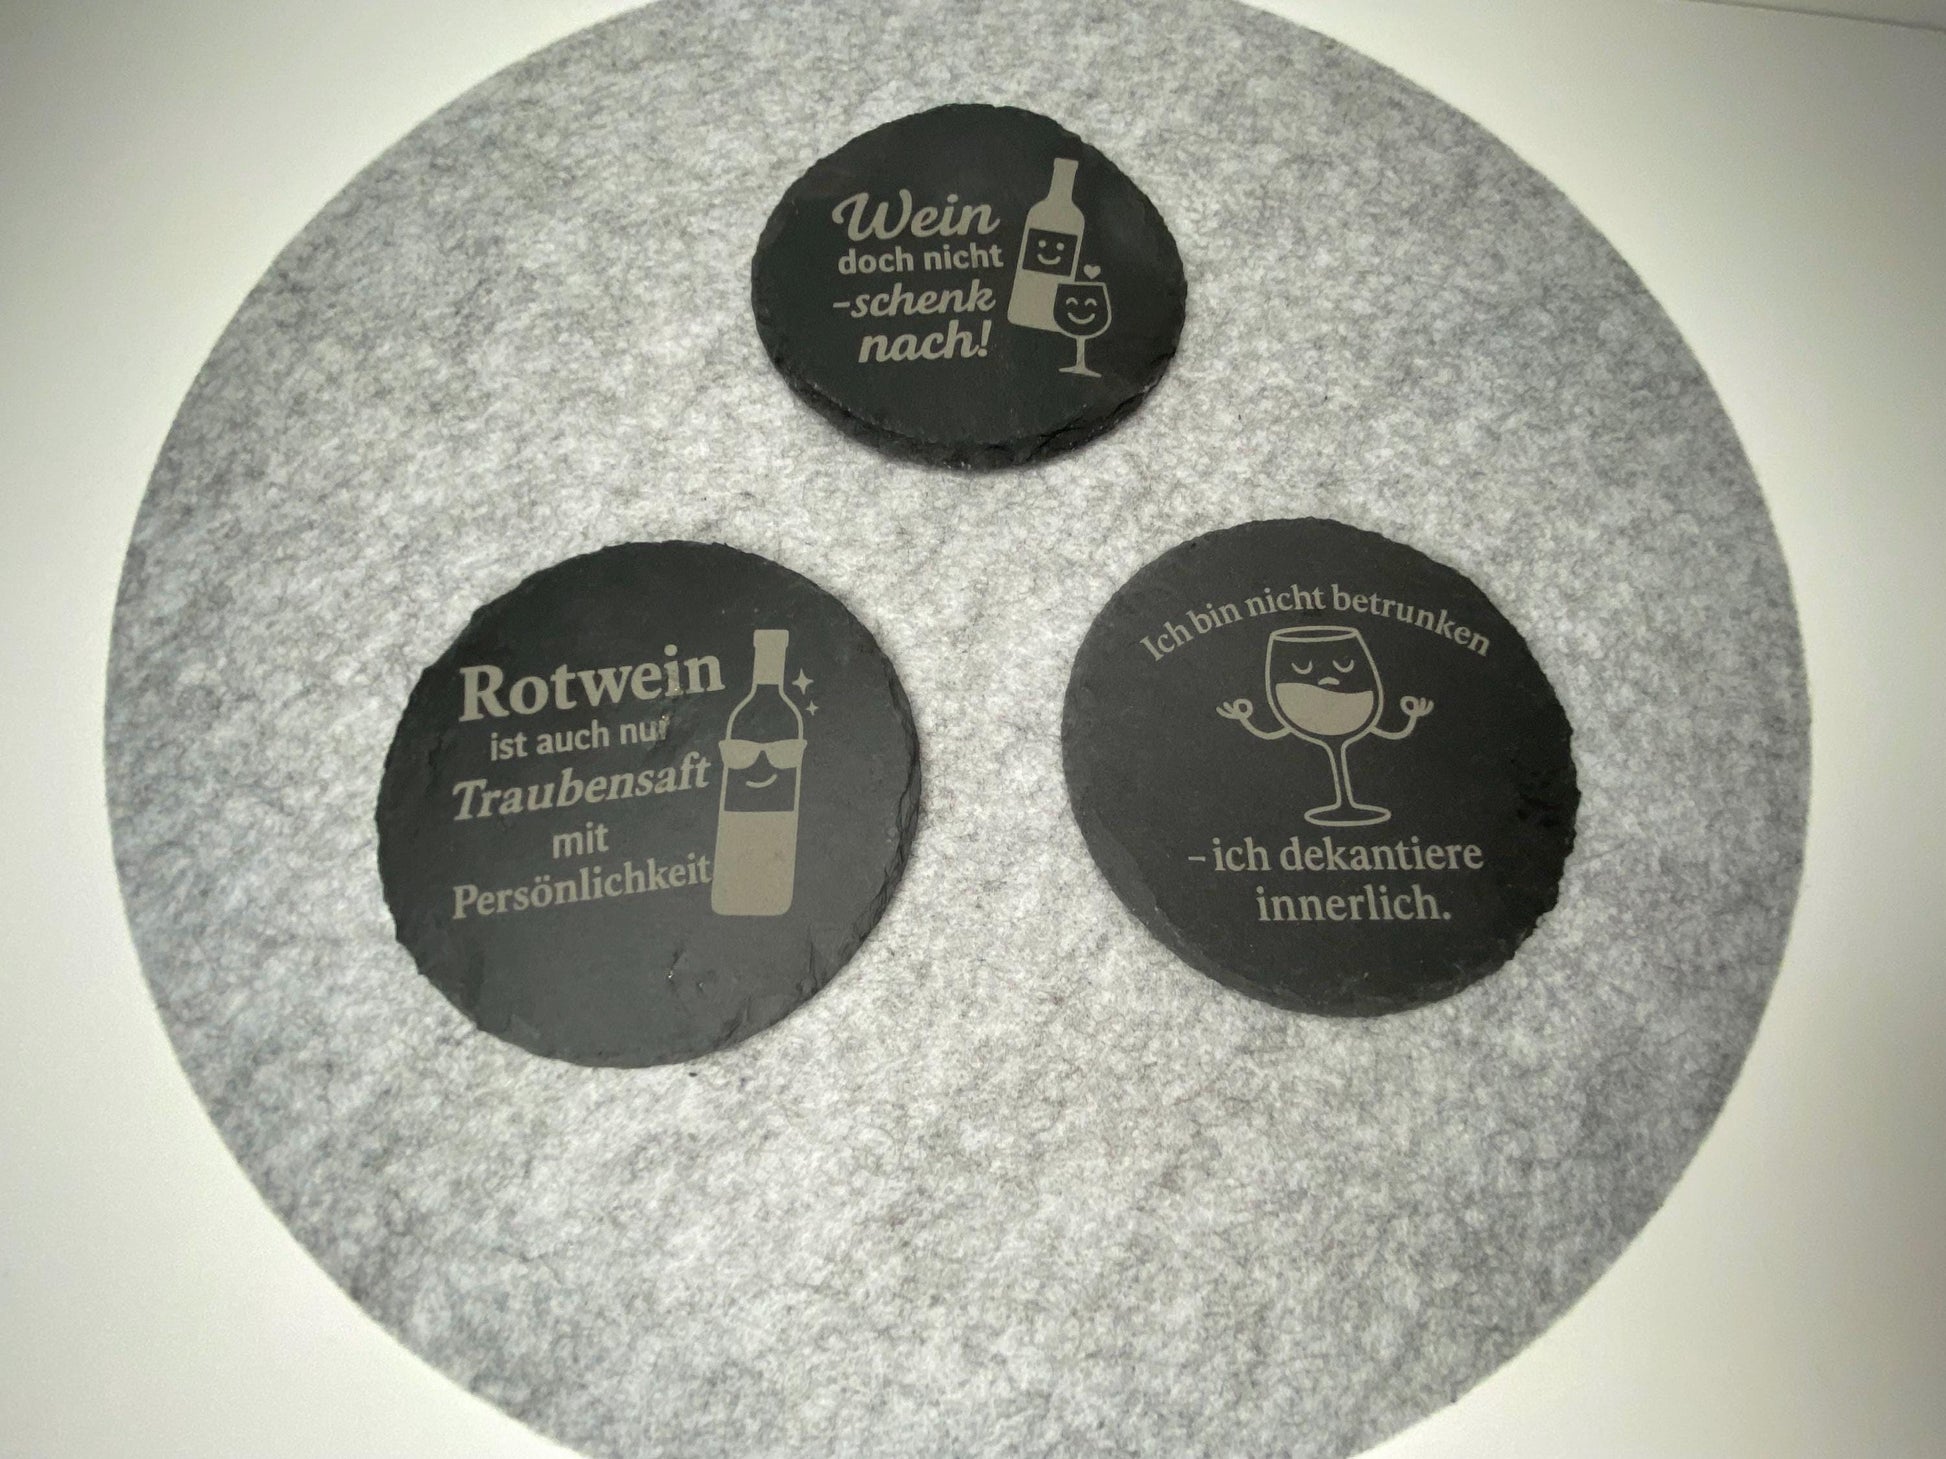 Wein
doch nicht
-schenk
nach!
Rotwein
ist auch nur
Traubensaft
mit
Persönlichkeit
Ich bin nicht betrunken
- ich dekantiere
innerlich.